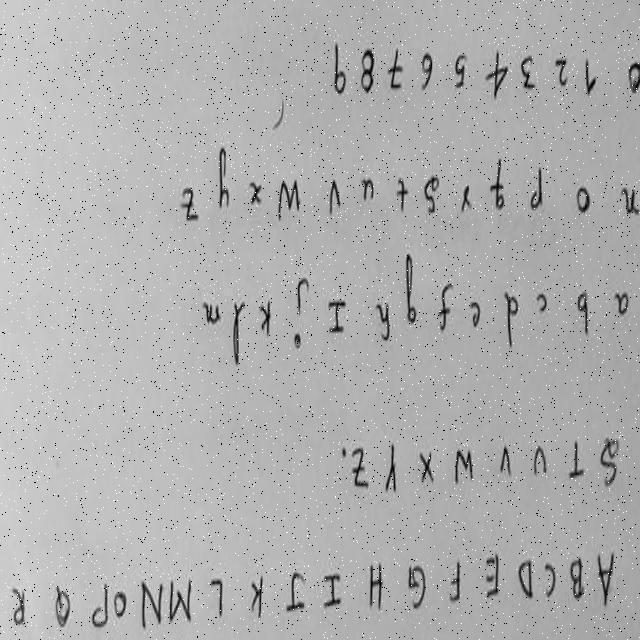 A B C D E F G H I J K L M N O P Q R
S T U V W X Y Z.
a b c d e f g h I j k l m
n o p q r s t u v w x y z
0 1 2 3 4 5 6 7 8 9